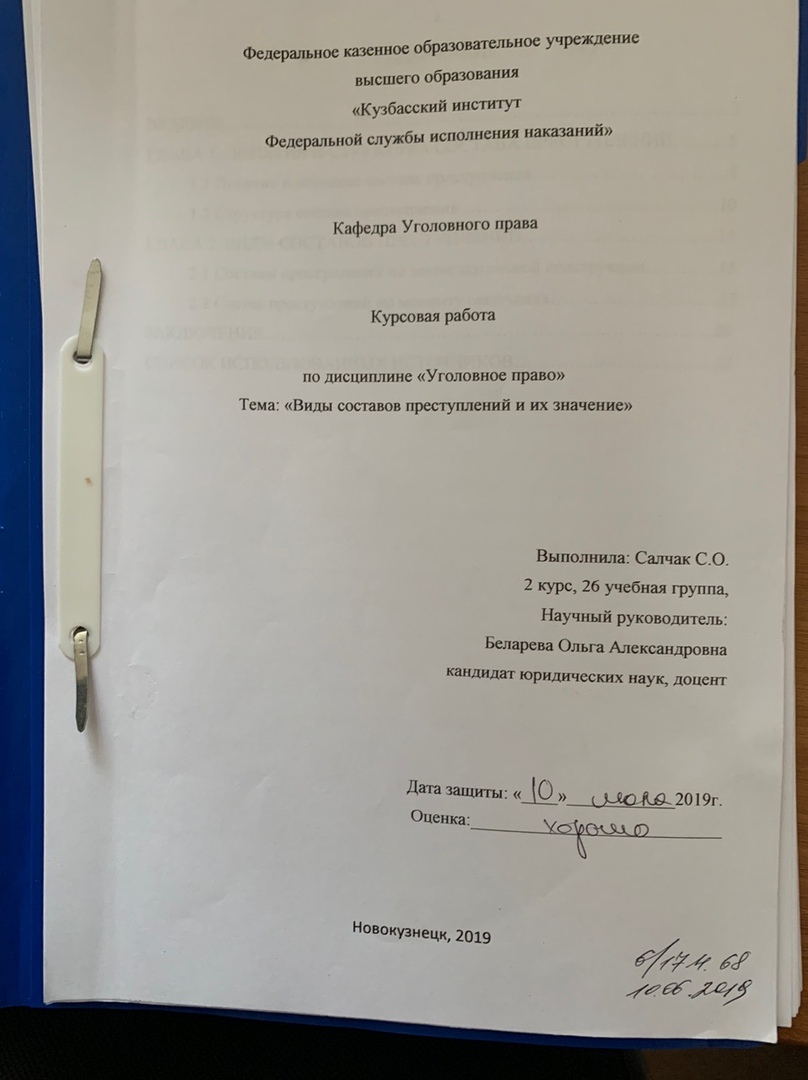 Федеральное казенное образовательное учреждение
высшего образования
«Кузбасский институт
Федеральной службы исполнения наказаний»
Кафедра Уголовного права
Курсовая работа
по дисциплине «Уголовное право»
Тема: «Виды составов преступлений и их значение»
Выполнила: Салчак С.О.
2 курс, 26 учебная группа,
Научный руководитель:
Беларева Ольга Александровна
кандидат юридических наук, доцент
Дата защиты: «10» 2019г.
Оценка: хорошо
Новокузнецк, 2019
б/17 м. 68
10.06.2019